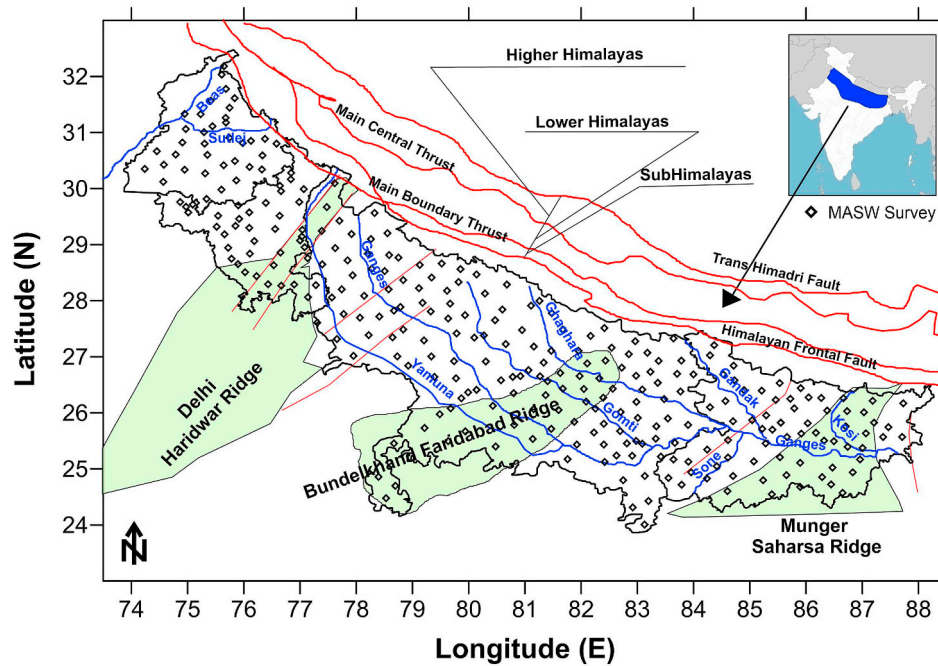 Higher Himalayas
Main Central Thrust
Lower Himalayas
SubHimalayas
Main Boundary Thrust
MASW Survey
Trans Himadri Fault
Himalayan Frontal Fault
Beas
Sutlej
Ganges
Ghaghara
Gandak
Kosi
Yamuna
Gomti
Ganges
Sone
Delhi
Haridwar Ridge
Bundelkhand Faridabad Ridge
Munger
Saharsa Ridge
N
Latitude (N)
32
31
30
29
28
27
26
25
24
74 75 76 77 78 79 80 81 82 83 84 85 86 87 88
Longitude (E)